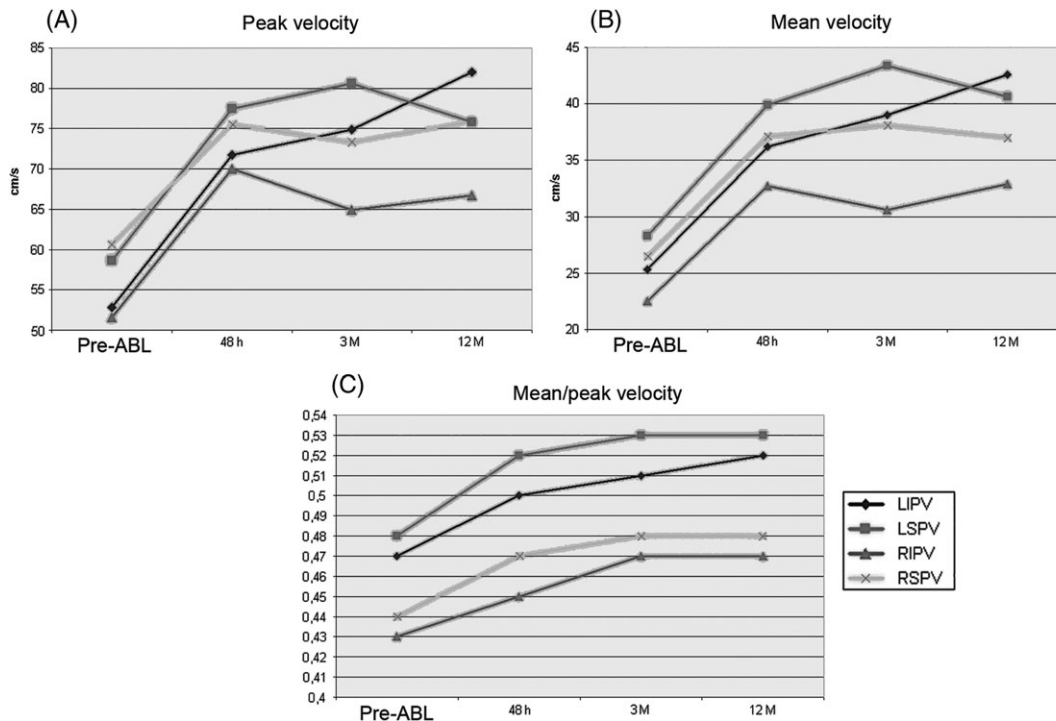 (A)
Peak velocity
85
80
75
70
65
60
55
50
cm/s
Pre-ABL 48 h 3 M 12 M
(B)
Mean velocity
45
40
35
30
25
20
cm/s
Pre-ABL 48 h 3 M 12 M
(C)
Mean/peak velocity
0,54
0,53
0,52
0,51
0,5
0,49
0,48
0,47
0,46
0,45
0,44
0,43
0,42
0,41
0,4
Pre-ABL 48 h 3 M 12 M
LIPV
LSPV
RIPV
RSPV